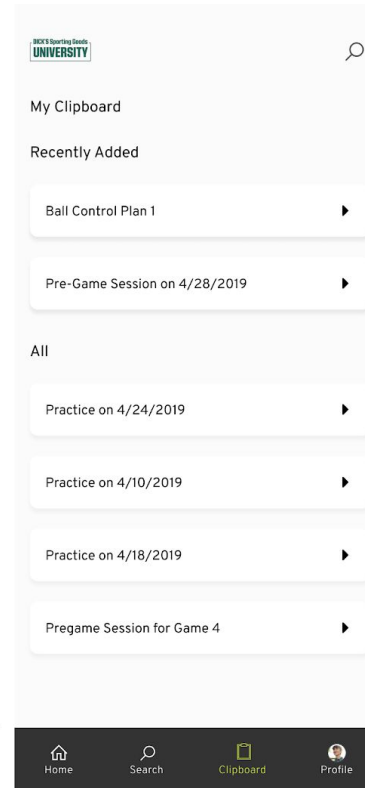 DICK'S Sporting Goods
UNIVERSITY
My Clipboard
Recently Added
Ball Control Plan 1
Pre-Game Session on 4/28/2019
All
Practice on 4/24/2019
Practice on 4/10/2019
Practice on 4/18/2019
Pregame Session for Game 4
Home Search Clipboard Profile